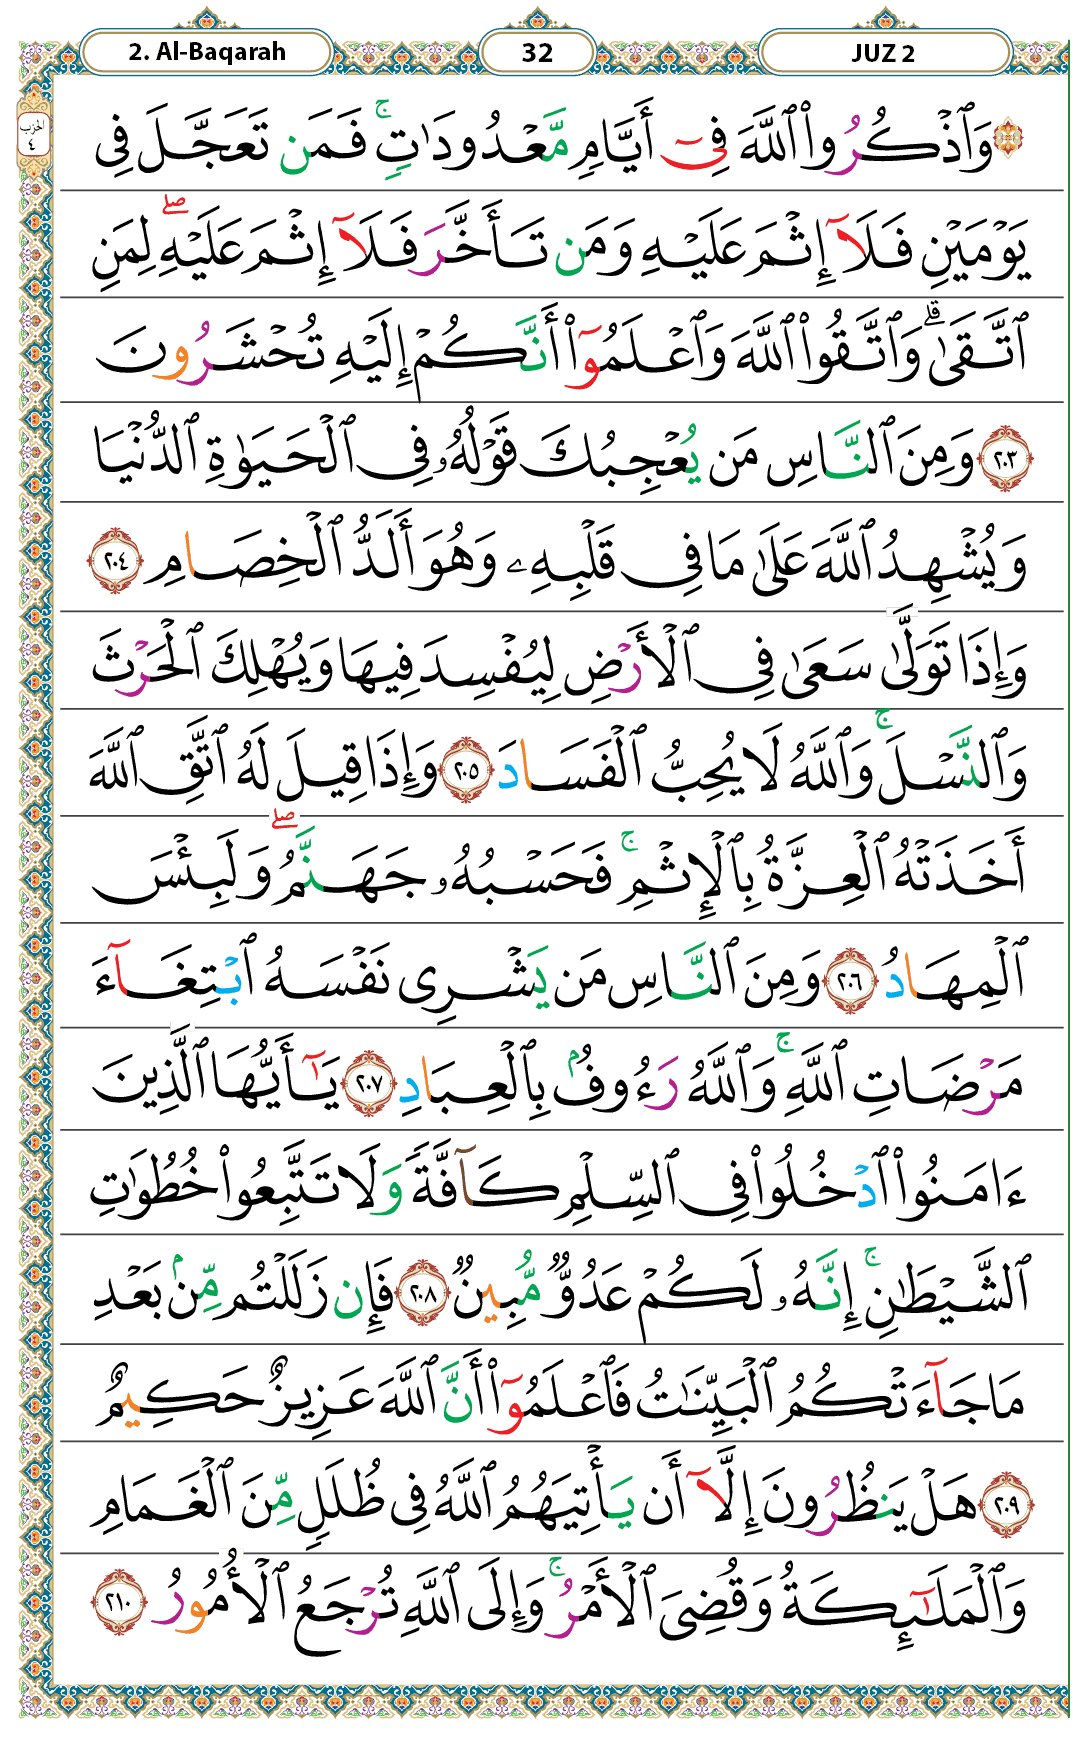 2. Al-Baqarah
32
JUZ 2
الحزب
٤
۞ وَٱذْكُرُوا۟ ٱللَّهَ فِىٓ أَيَّامٍ مَّعْدُودَٰتٍ ۚ فَمَن تَعَجَّلَ فِى
يَوْمَيْنِ فَلَآ إِثْمَ عَلَيْهِ وَمَن تَأَخَّرَ فَلَآ إِثْمَ عَلَيْهِ ۖ لِمَنِ
ٱتَّقَىٰ ۗ وَٱتَّقُوا۟ ٱللَّهَ وَٱعْلَمُوٓا۟ أَنَّكُمْ إِلَيْهِ تُحْشَرُونَ
٢٠٣ وَمِنَ ٱلنَّاسِ مَن يُعْجِبُكَ قَوْلُهُۥ فِى ٱلْحَيَوٰةِ ٱلدُّنْيَا
وَيُشْهِدُ ٱللَّهَ عَلَىٰ مَا فِى قَلْبِهِۦ وَهُوَ أَلَدُّ ٱلْخِصَامِ ٢٠٤
وَإِذَا تَوَلَّىٰ سَعَىٰ فِى ٱلْأَرْضِ لِيُفْسِدَ فِيهَا وَيُهْلِكَ ٱلْحَرْثَ
وَٱلنَّسْلَ ۚ وَٱللَّهُ لَا يُحِبُّ ٱلْفَسَادَ ٢٠٥ وَإِذَا قِيلَ لَهُ ٱتَّقِ ٱللَّهَ
أَخَذَتْهُ ٱلْعِزَّةُ بِٱلْإِثْمِ ۚ فَحَسْبُهُۥ جَهَنَّمُ ۖ وَلَبِئْسَ
ٱلْمِهَادُ ٢٠٦ وَمِنَ ٱلنَّاسِ مَن يَشْرِى نَفْسَهُ ٱبْتِغَآءَ
مَرْضَاتِ ٱللَّهِ ۚ وَٱللَّهُ رَءُوفٌۢ بِٱلْعِبَادِ ٢٠٧ يَـٰٓأَيُّهَا ٱلَّذِينَ
ءَامَنُوا۟ ٱدْخُلُوا۟ فِى ٱلسِّلْمِ كَآفَّةً وَلَا تَتَّبِعُوا۟ خُطُوَٰتِ
ٱلشَّيْطَـٰنِ ۚ إِنَّهُۥ لَكُمْ عَدُوٌّ مُّبِينٌ ٢٠٨ فَإِن زَلَلْتُم مِّنۢ بَعْدِ
مَا جَآءَتْكُمُ ٱلْبَيِّنَـٰتُ فَٱعْلَمُوٓا۟ أَنَّ ٱللَّهَ عَزِيزٌ حَكِيمٌ
٢٠٩ هَلْ يَنظُرُونَ إِلَّآ أَن يَأْتِيَهُمُ ٱللَّهُ فِى ظُلَلٍ مِّنَ ٱلْغَمَامِ
وَٱلْمَلَـٰٓئِكَةُ وَقُضِىَ ٱلْأَمْرُ ۚ وَإِلَى ٱللَّهِ تُرْجَعُ ٱلْأُمُورُ ٢١٠